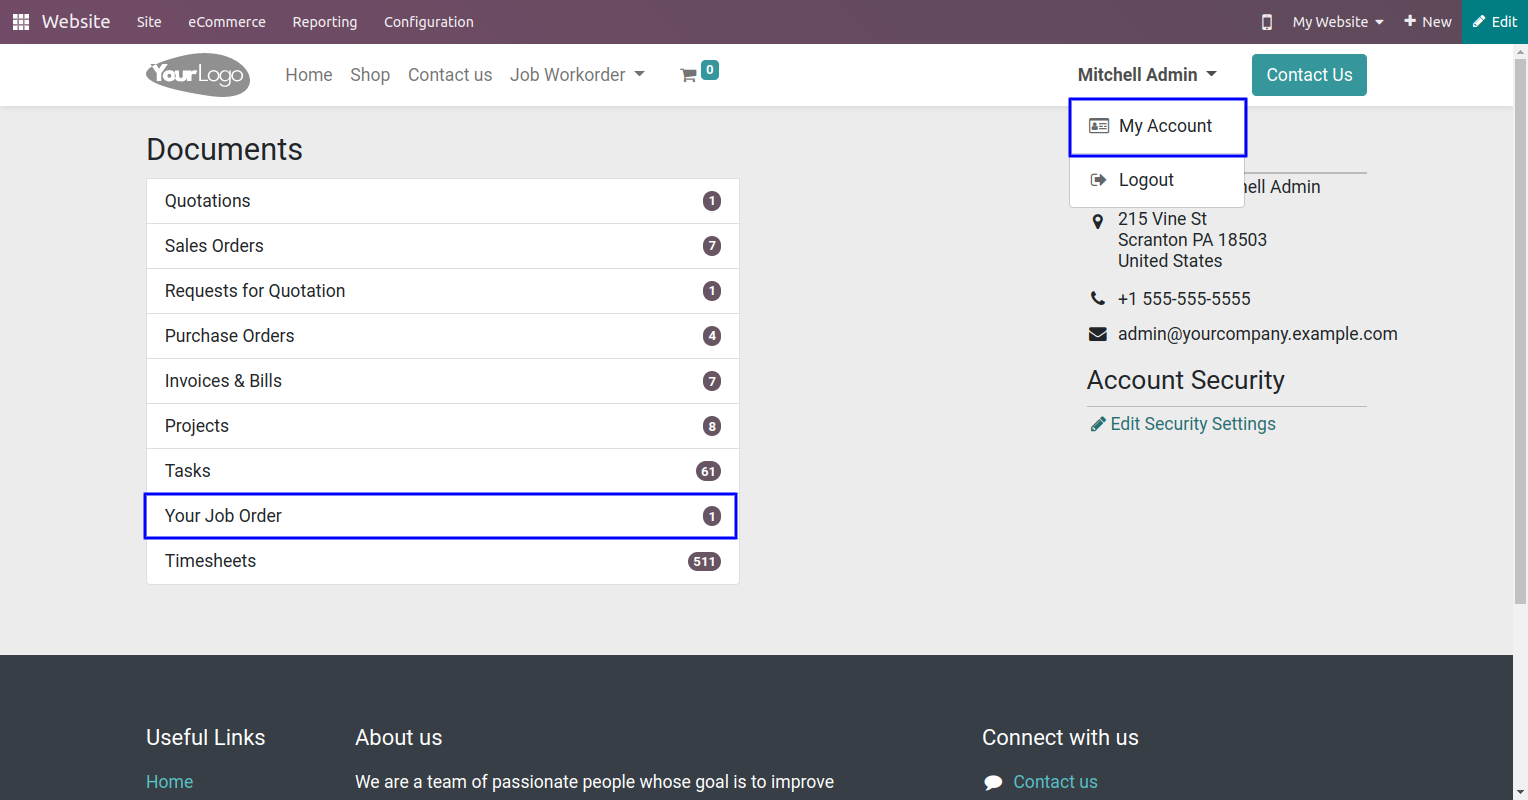 Website Site eCommerce Reporting Configuration My Website New Edit
YourLogo Home Shop Contact us Job Workorder 0 Mitchell Admin Contact Us
My Account
Logout
Documents
Quotations 1
Sales Orders 7
Requests for Quotation 1
Purchase Orders 4
Invoices & Bills 7
Projects 8
Tasks 61
Your Job Order 1
Timesheets 511
Admin
215 Vine St
Scranton PA 18503
United States
+1 555-555-5555
admin@yourcompany.example.com
Account Security
Edit Security Settings
Useful Links
Home
About us
We are a team of passionate people whose goal is to improve
Connect with us
Contact us